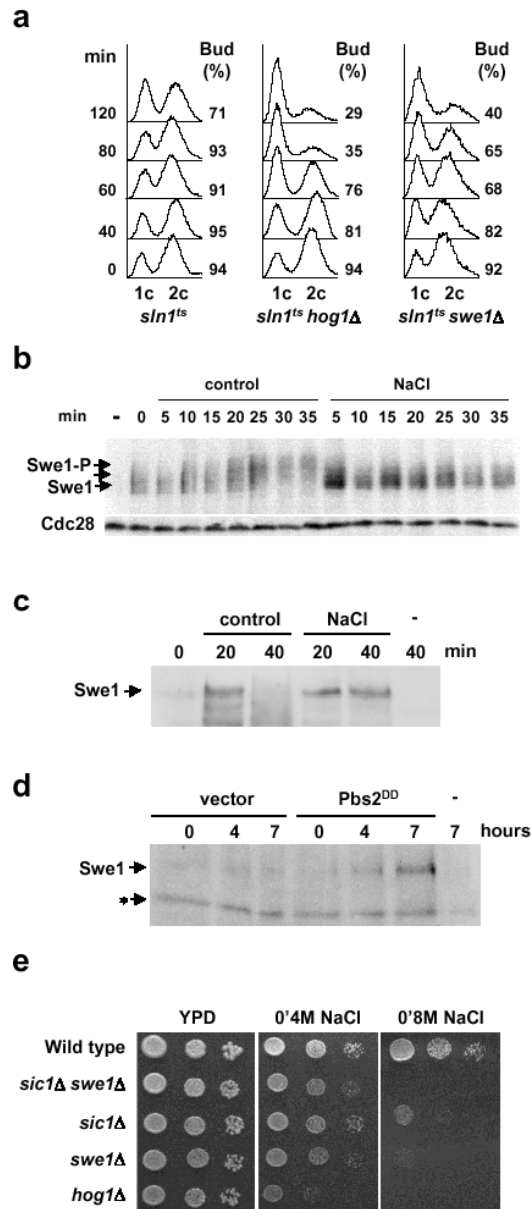 a
min Bud Bud Bud
(%) (%) (%)
120 71 29 40
80 93 35 65
60 91 76 68
40 95 81 82
0 94 94 92
1c 2c 1c 2c 1c 2c
sln1ts sln1ts hog1Δ sln1ts swe1Δ
b
control NaCl
min - 0 5 10 15 20 25 30 35 5 10 15 20 25 30 35
Swe1-P
Swe1
Cdc28
c
control NaCl -
0 20 40 20 40 40 min
Swe1
d
vector Pbs2DD -
0 4 7 0 4 7 7 hours
Swe1
*
e
YPD 0'4M NaCl 0'8M NaCl
Wild type
sic1Δ swe1Δ
sic1Δ
swe1Δ
hog1Δ